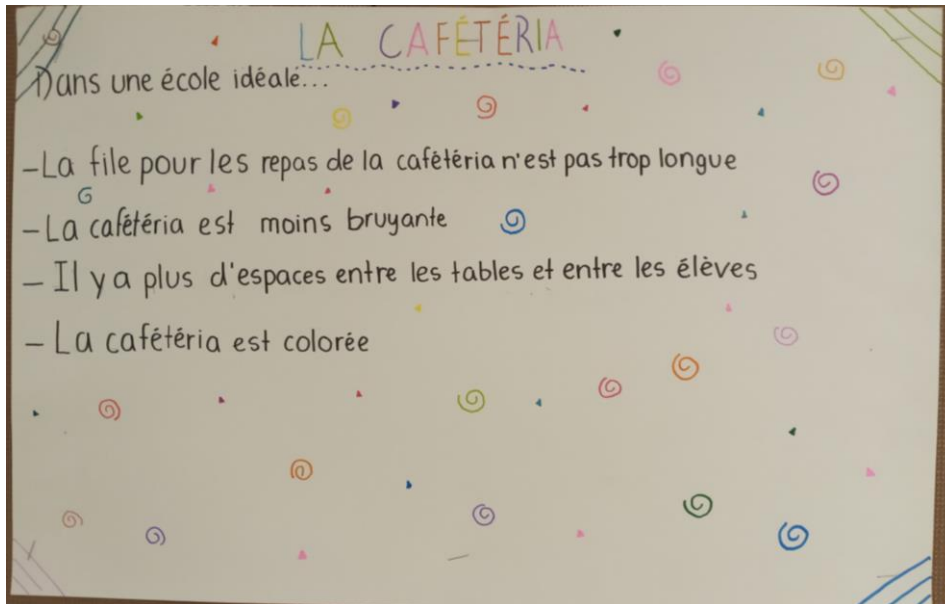 LA CAFÉTÉRIA
Dans une école idéale...
-La file pour les repas de la cafétéria n'est pas trop longue
-La cafétéria est moins bruyante
- Il y a plus d'espaces entre les tables et entre les élèves
- La cafétéria est colorée